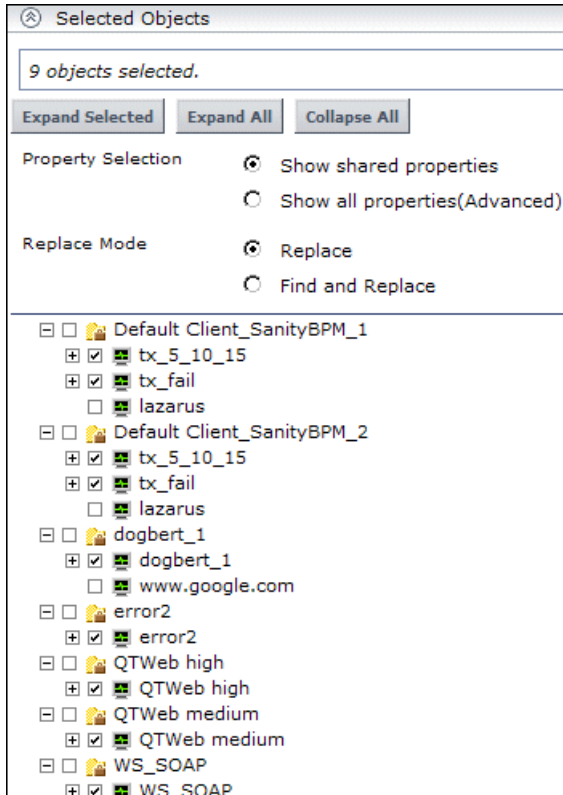 Selected Objects
9 objects selected.
Expand Selected Expand All Collapse All
Property Selection Show shared properties
Show all properties(Advanced)
Replace Mode Replace
Find and Replace
Default Client_SanityBPM_1
tx_5_10_15
tx_fail
lazarus
Default Client_SanityBPM_2
tx_5_10_15
tx_fail
lazarus
dogbert_1
dogbert_1
www.google.com
error2
error2
QTWeb high
QTWeb high
QTWeb medium
QTWeb medium
WS_SOAP
WS_SOAP